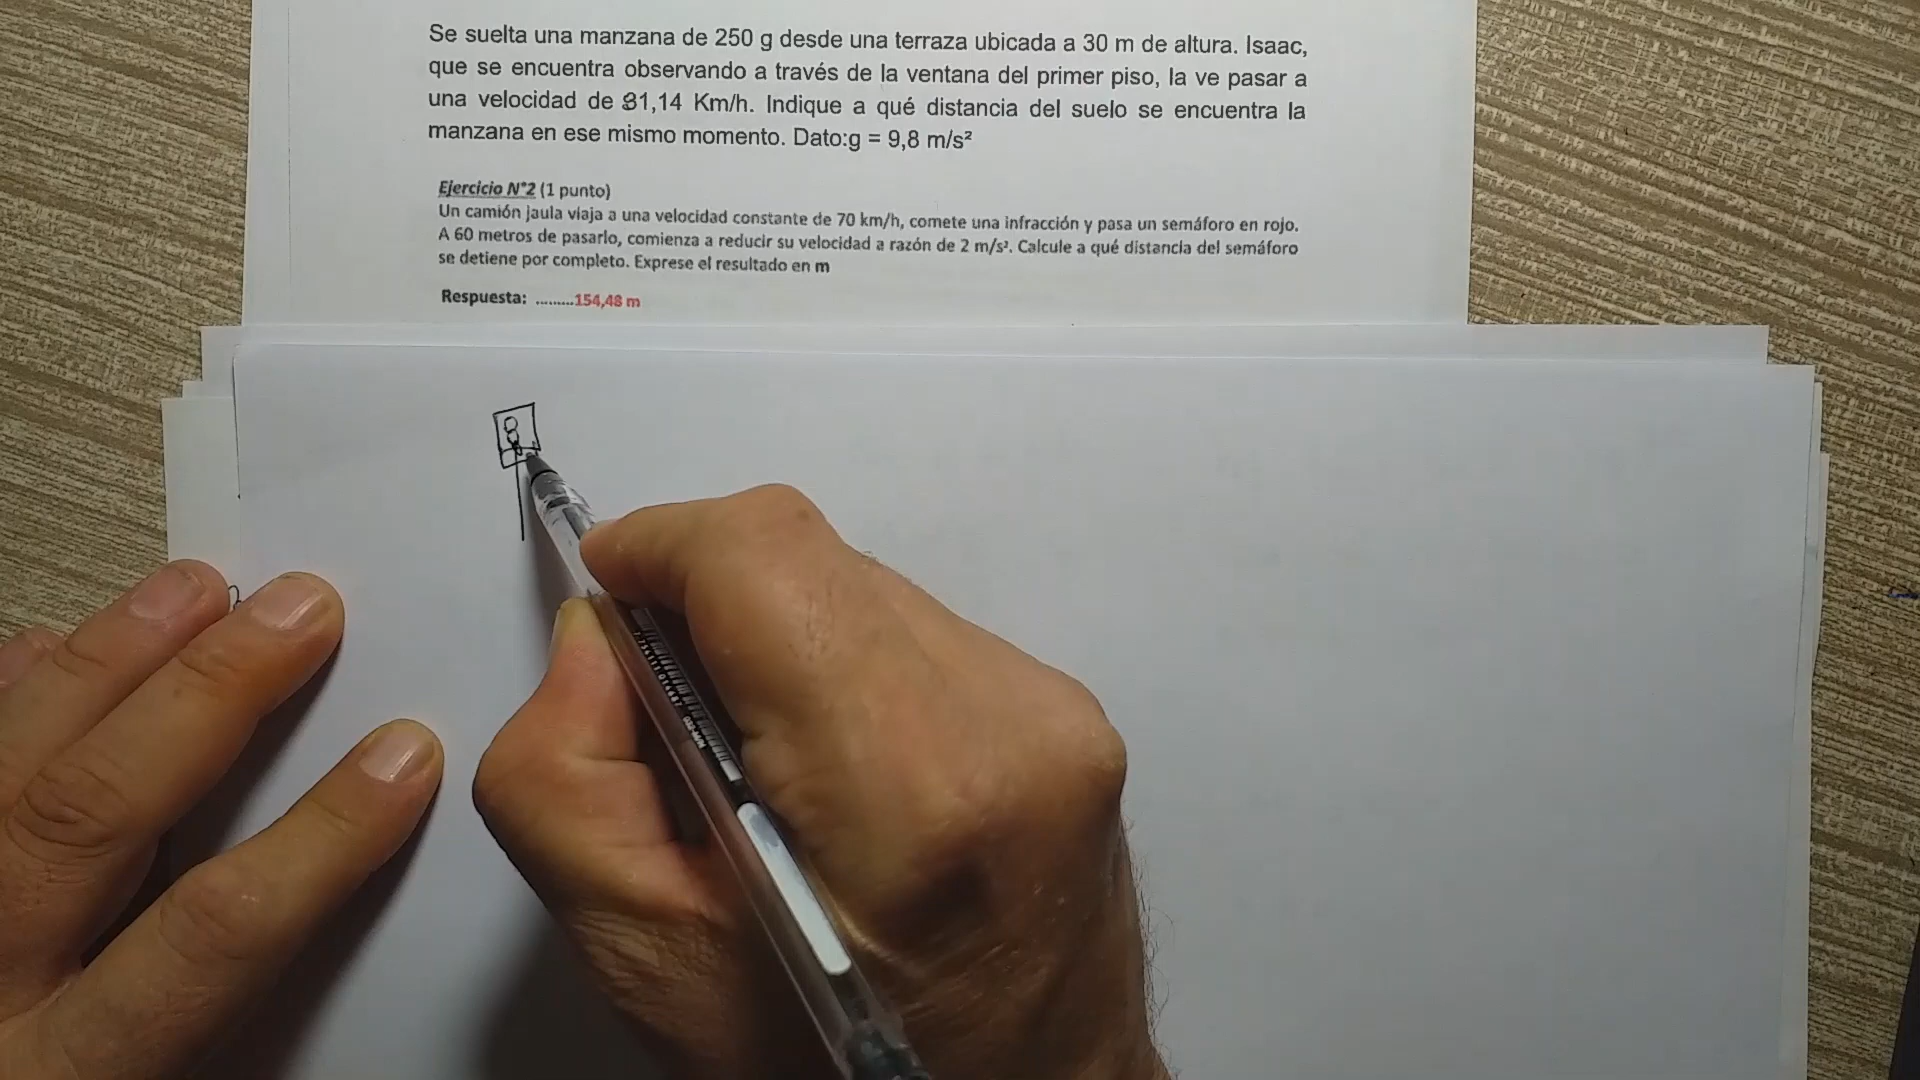 Se suelta una manzana de 250 g desde una terraza ubicada a 30 m de altura. Isaac,
que se encuentra observando a través de la ventana del primer piso, la ve pasar a
una velocidad de 81,14 Km/h. Indique a qué distancia del suelo se encuentra la
manzana en ese mismo momento. Dato:g = 9,8 m/s²
Ejercicio N°2 (1 punto)
Un camión jaula viaja a una velocidad constante de 70 km/h, comete una infracción y pasa un semáforo en rojo.
A 60 metros de pasarlo, comienza a reducir su velocidad a razón de 2 m/s². Calcule a qué distancia del semáforo
se detiene por completo. Exprese el resultado en m
Respuesta: .........154,48 m